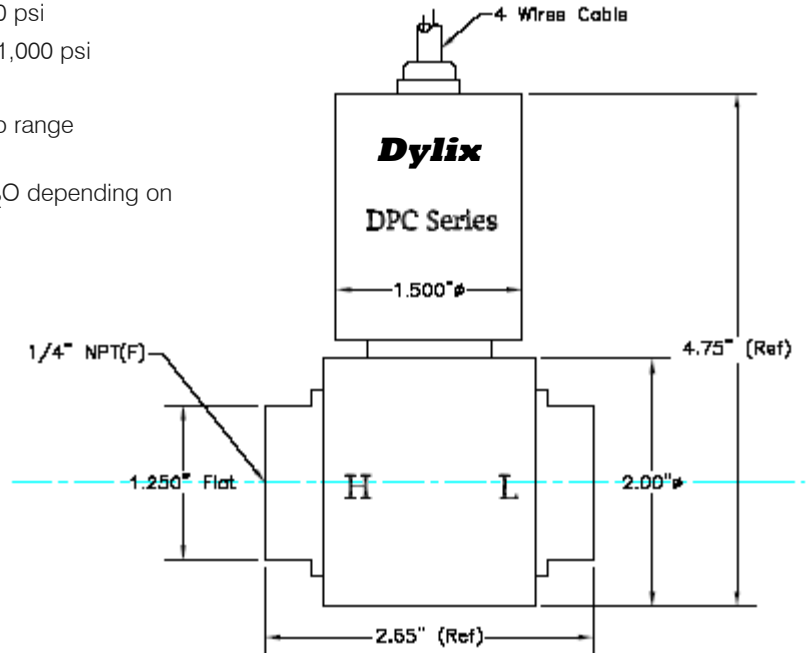 0 psi
1,000 psi
o range
O depending on
4 Wires Cable
Dylix
DPC Series
1.500"ø
1/4" NPT(F)
4.75" (Ref)
1.250" Flat
H
L
2.00"ø
2.65" (Ref)